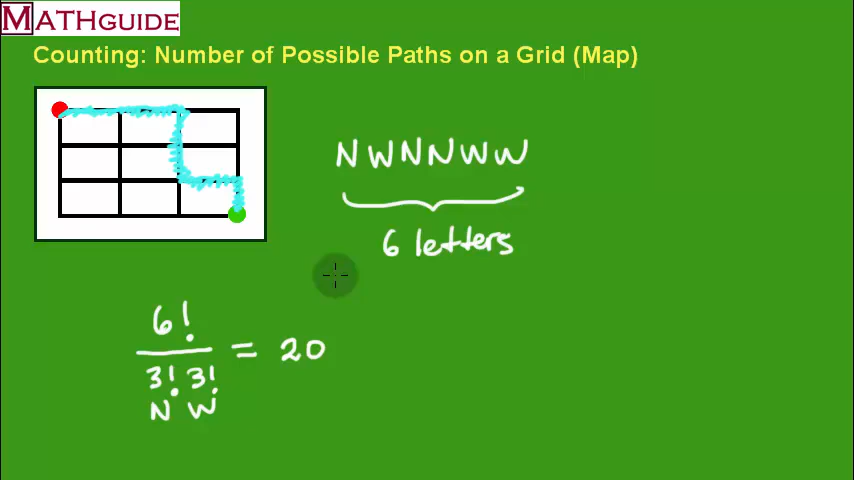 MATHGUIDE
Counting: Number of Possible Paths on a Grid (Map)
NWNNWW
6 letters
6!
3! 3!
= 20
N W